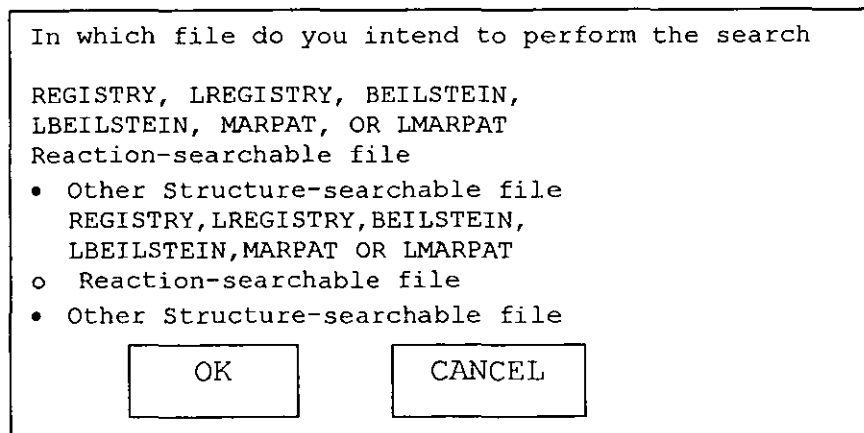 In which file do you intend to perform the search
REGISTRY, LREGISTRY, BEILSTEIN,
LBEILSTEIN, MARPAT, OR LMARPAT
Reaction-searchable file
• Other Structure-searchable file
REGISTRY,LREGISTRY,BEILSTEIN,
LBEILSTEIN,MARPAT OR LMARPAT
o Reaction-searchable file
• Other Structure-searchable file
OK CANCEL